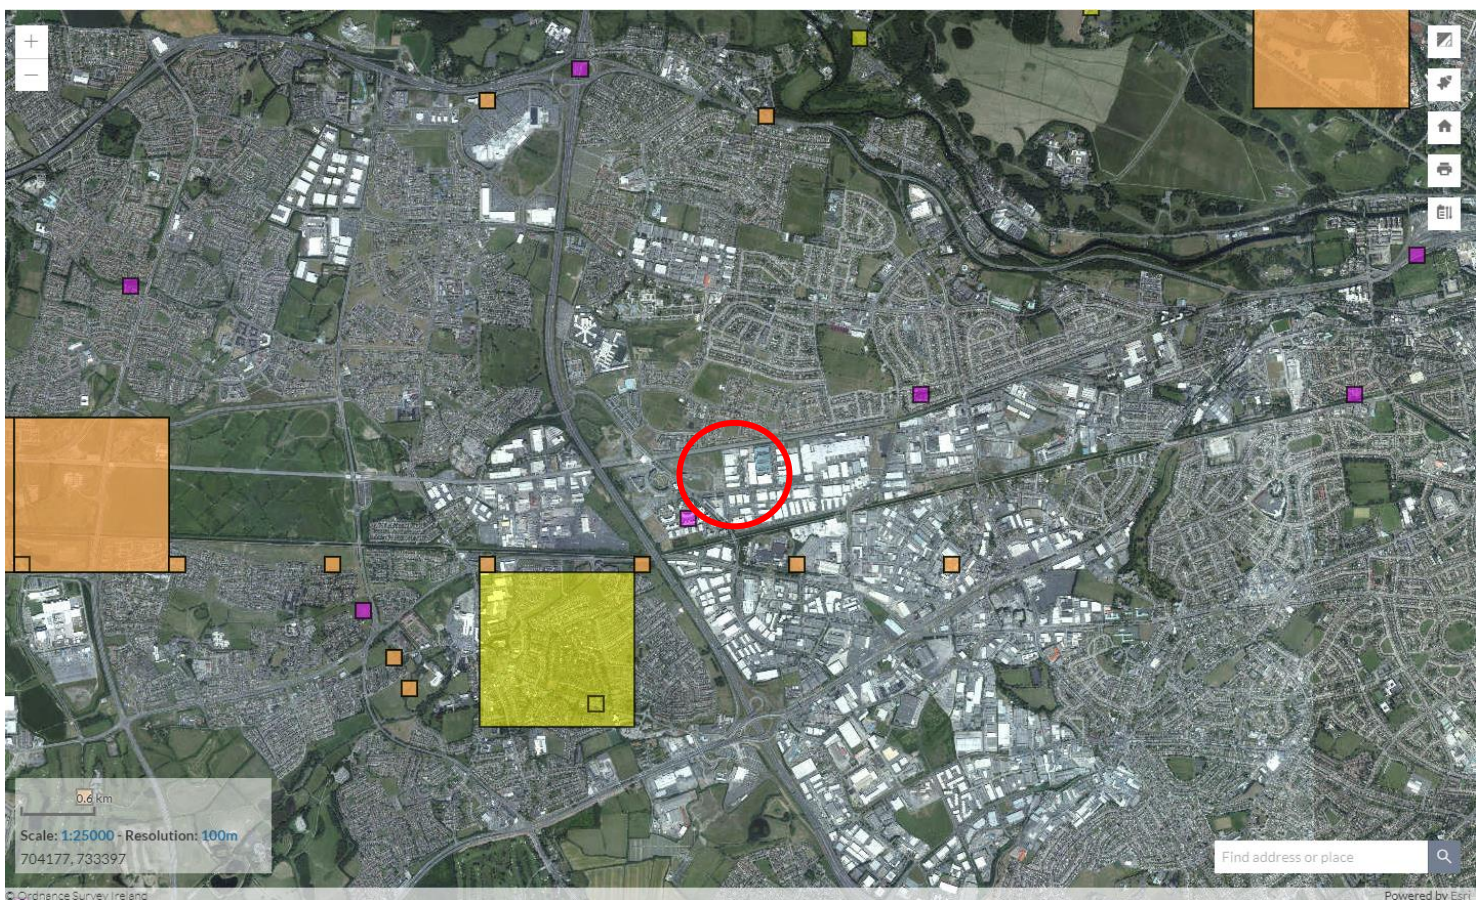 +
−
0.6 km
Scale: 1:25000 - Resolution: 100m
704177, 733397
Find address or place
© Ordnance Survey Ireland
Powered by Esri